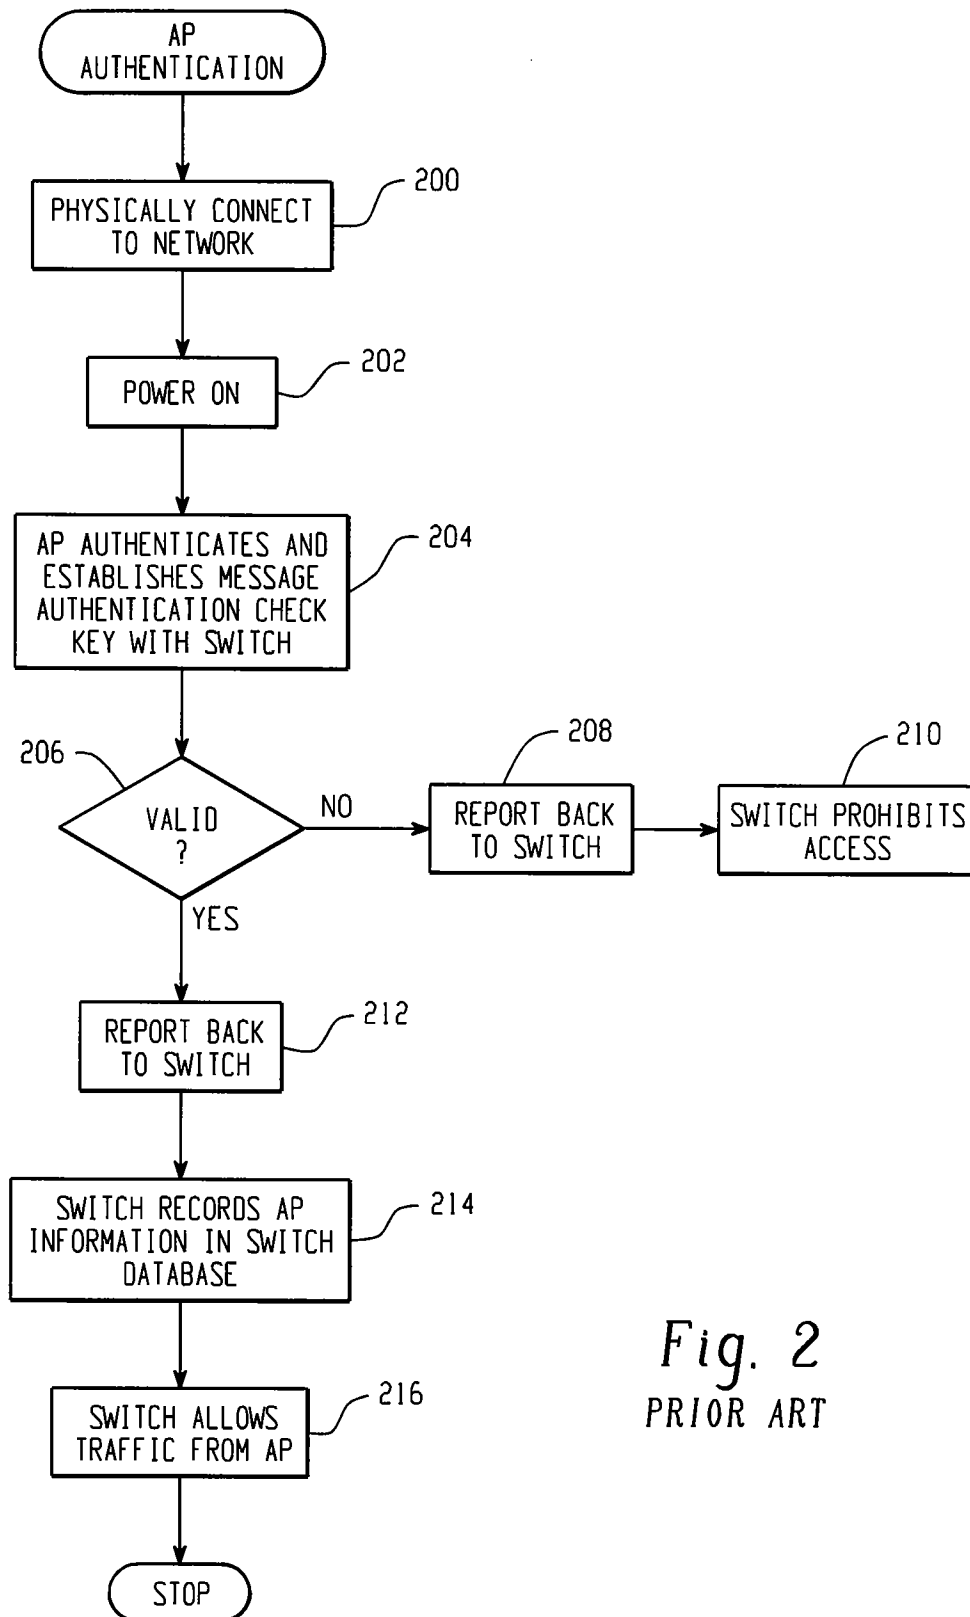 AP
AUTHENTICATION
200
PHYSICALLY CONNECT
TO NETWORK
202
POWER ON
204
AP AUTHENTICATES AND
ESTABLISHES MESSAGE
AUTHENTICATION CHECK
KEY WITH SWITCH
206
VALID
?
NO
208
REPORT BACK
TO SWITCH
210
SWITCH PROHIBITS
ACCESS
YES
212
REPORT BACK
TO SWITCH
214
SWITCH RECORDS AP
INFORMATION IN SWITCH
DATABASE
216
SWITCH ALLOWS
TRAFFIC FROM AP
STOP
Fig. 2
PRIOR ART